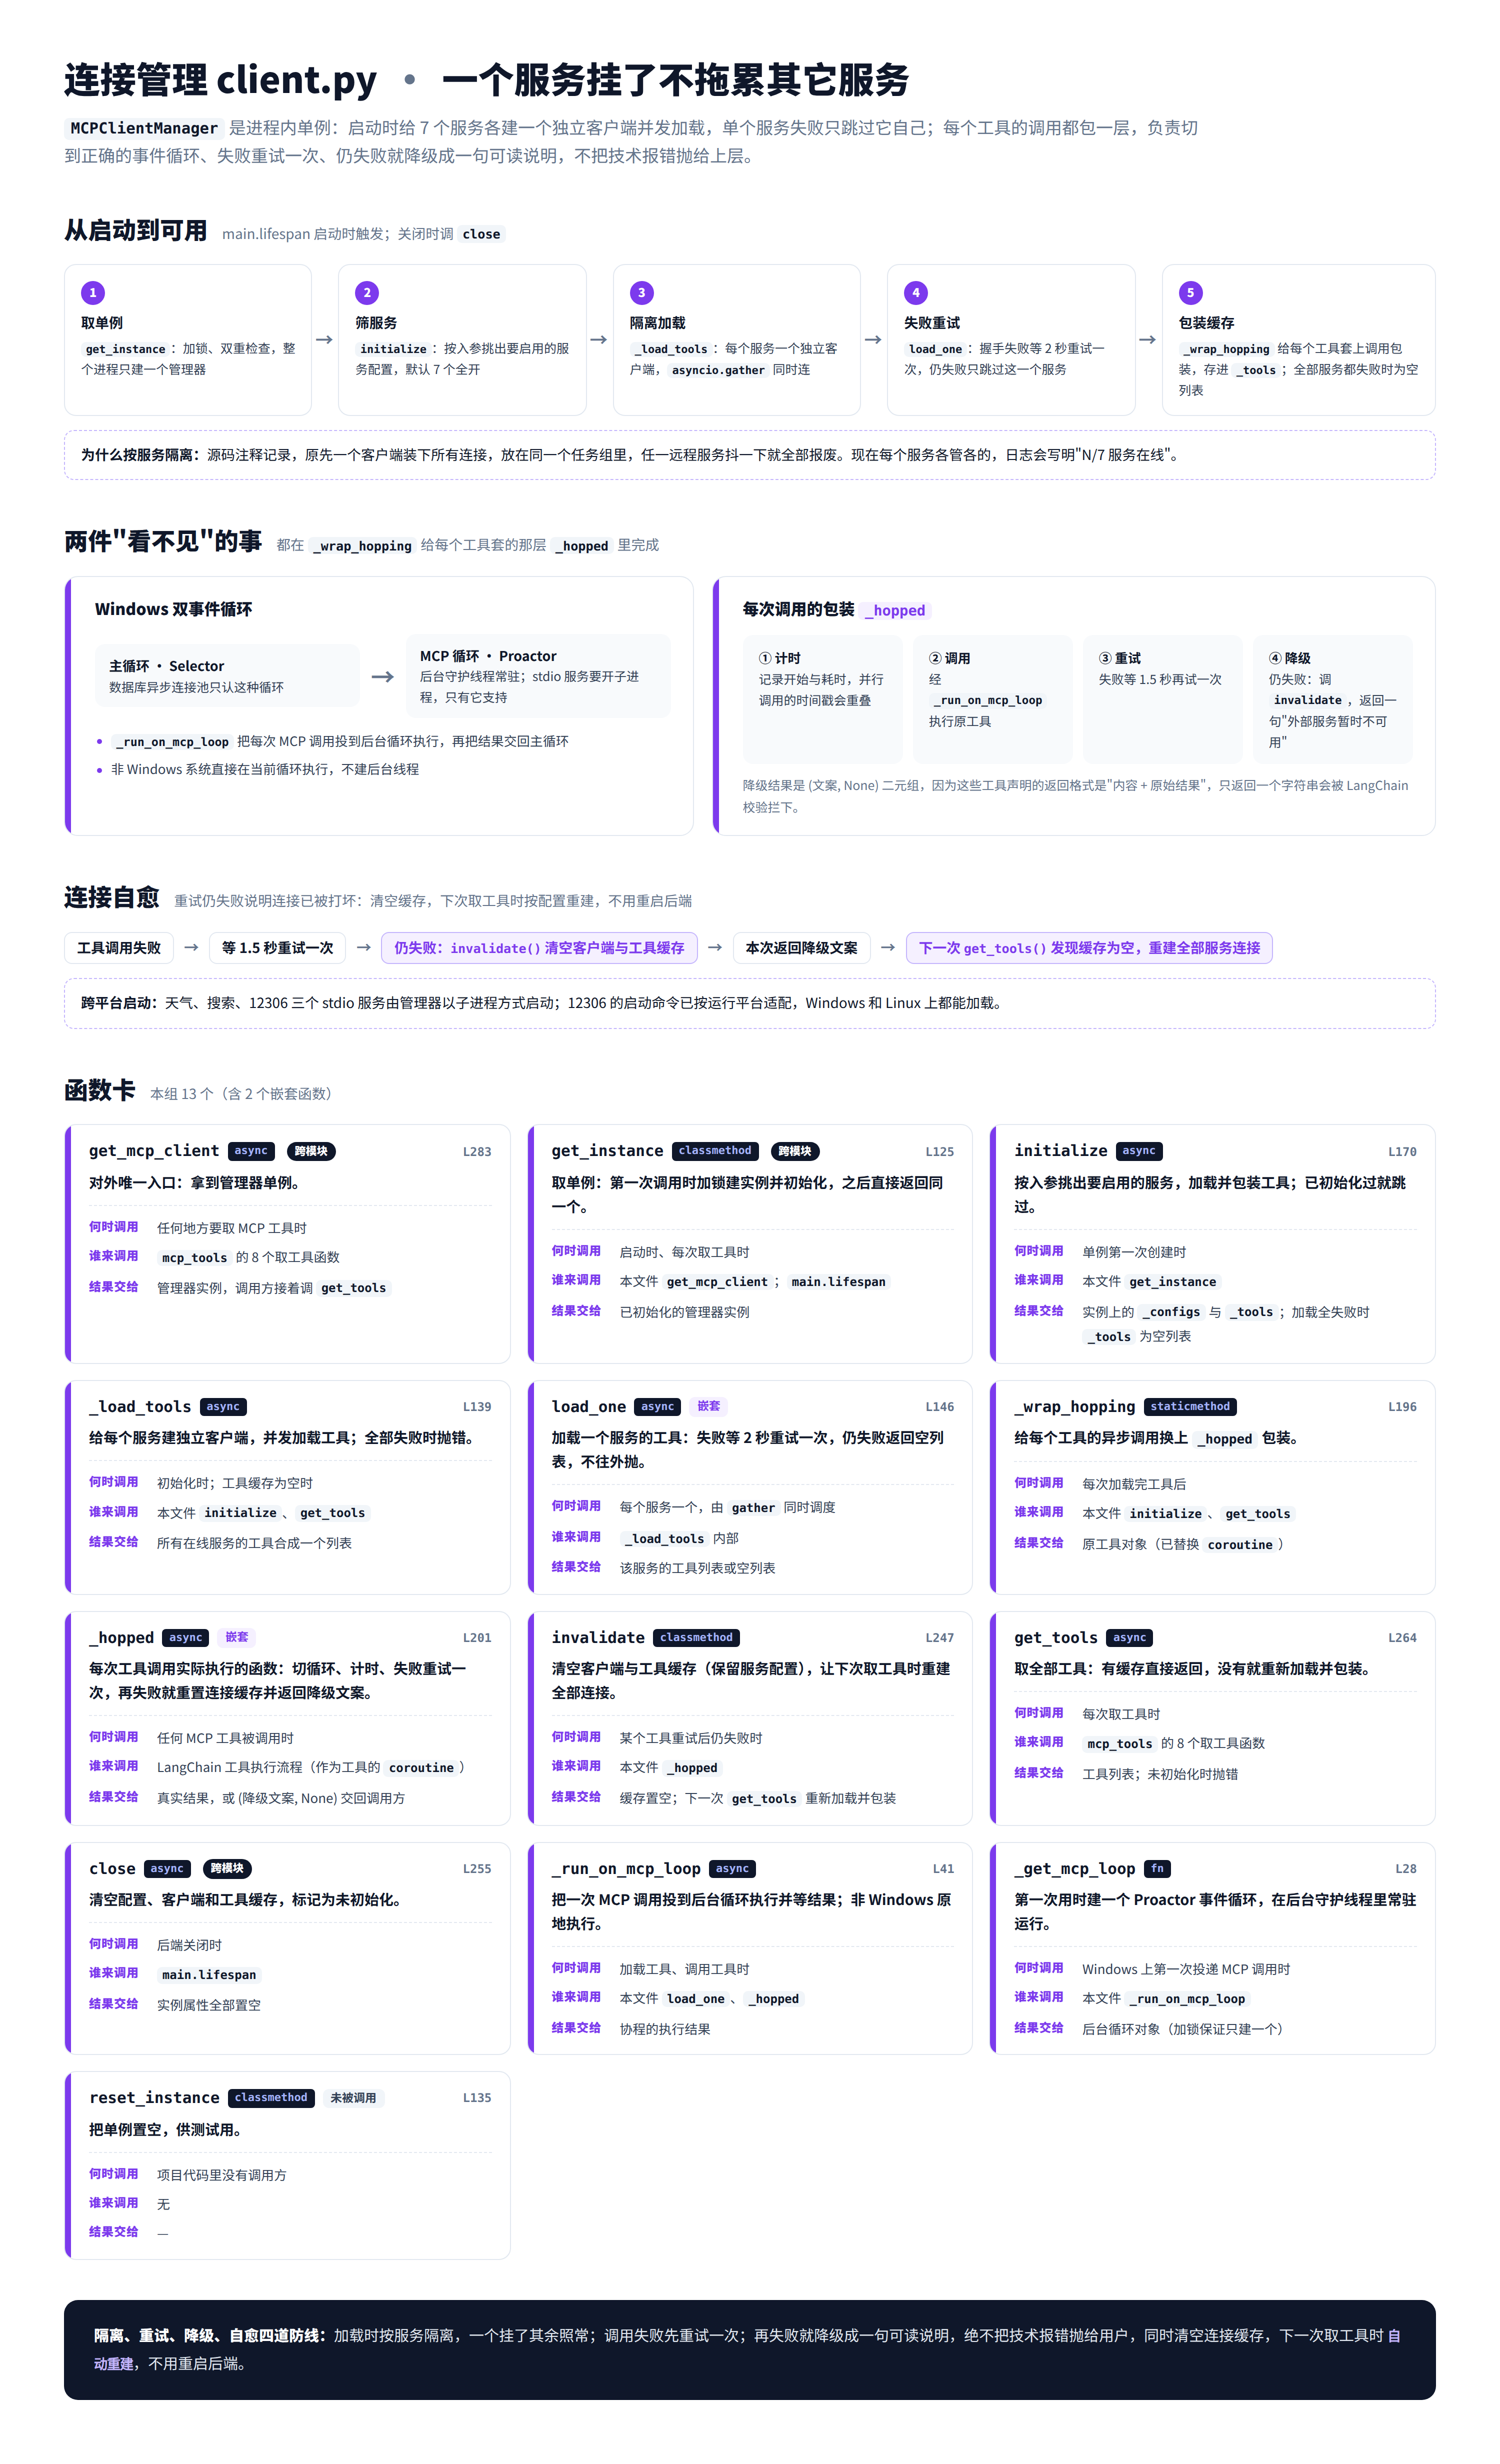 连接管理 client.py • 一个服务挂了不拖累其它服务
MCPClientManager 是进程内单例：启动时给 7 个服务各建一个独立客户端并发加载，单个服务失败只跳过它自己；每个工具的调用都包一层，负责切
到正确的事件循环、失败重试一次、仍失败就降级成一句可读说明，不把技术报错抛给上层。
从启动到可用 main.lifespan 启动时触发；关闭时调 close
1
取单例
get_instance：加锁、双重检查，整
个进程只建一个管理器
→
2
筛服务
initialize：按入参挑出要启用的服
务配置，默认 7 个全开
→
3
隔离加载
_load_tools：每个服务一个独立客
户端，asyncio.gather 同时连
→
4
失败重试
load_one：握手失败等 2 秒重试一
次，仍失败只跳过这一个服务
→
5
包装缓存
_wrap_hopping 给每个工具套上调用包
装，存进 _tools；全部服务都失败时为空
列表
为什么按服务隔离：源码注释记录，原先一个客户端装下所有连接，放在同一个任务组里，任一远程服务抖一下就全部报废。现在每个服务各管各的，日志会写明"N/7 服务在线"。
两件"看不见"的事 都在 _wrap_hopping 给每个工具套的那层 _hopped 里完成
Windows 双事件循环
主循环 · Selector
数据库异步连接池只认这种循环
→
MCP 循环 · Proactor
后台守护线程常驻；stdio 服务要开子进
程，只有它支持
• _run_on_mcp_loop 把每次 MCP 调用投到后台循环执行，再把结果交回主循环
• 非 Windows 系统直接在当前循环执行，不建后台线程
每次调用的包装 _hopped
① 计时
记录开始与耗时，并行
调用的时间戳会重叠
② 调用
经
_run_on_mcp_loop
执行原工具
③ 重试
失败等 1.5 秒再试一次
④ 降级
仍失败：调
invalidate，返回一
句"外部服务暂时不可
用"
降级结果是 (文案, None) 二元组，因为这些工具声明的返回格式是"内容 + 原始结果"，只返回一个字符串会被 LangChain
校验拦下。
连接自愈 重试仍失败说明连接已被打坏：清空缓存，下次取工具时按配置重建，不用重启后端
工具调用失败 → 等 1.5 秒重试一次 → 仍失败：invalidate() 清空客户端与工具缓存 → 本次返回降级文案 → 下一次 get_tools() 发现缓存为空，重建全部服务连接
跨平台启动：天气、搜索、12306 三个 stdio 服务由管理器以子进程方式启动；12306 的启动命令已按运行平台适配，Windows 和 Linux 上都能加载。
函数卡 本组 13 个（含 2 个嵌套函数）
get_mcp_client async 跨模块 L283
对外唯一入口：拿到管理器单例。
何时调用 任何地方要取 MCP 工具时
谁来调用 mcp_tools 的 8 个取工具函数
结果交给 管理器实例，调用方接着调 get_tools
get_instance classmethod 跨模块 L125
取单例：第一次调用时加锁建实例并初始化，之后直接返回同
一个。
何时调用 启动时、每次取工具时
谁来调用 本文件 get_mcp_client；main.lifespan
结果交给 已初始化的管理器实例
initialize async L170
按入参挑出要启用的服务，加载并包装工具；已初始化过就跳
过。
何时调用 单例第一次创建时
谁来调用 本文件 get_instance
结果交给 实例上的 _configs 与 _tools；加载全失败时
_tools 为空列表
_load_tools async L139
给每个服务建独立客户端，并发加载工具；全部失败时抛错。
何时调用 初始化时；工具缓存为空时
谁来调用 本文件 initialize、get_tools
结果交给 所有在线服务的工具合成一个列表
load_one async 嵌套 L146
加载一个服务的工具：失败等 2 秒重试一次，仍失败返回空列
表，不往外抛。
何时调用 每个服务一个，由 gather 同时调度
谁来调用 _load_tools 内部
结果交给 该服务的工具列表或空列表
_wrap_hopping staticmethod L196
给每个工具的异步调用换上 _hopped 包装。
何时调用 每次加载完工具后
谁来调用 本文件 initialize、get_tools
结果交给 原工具对象（已替换 coroutine）
_hopped async 嵌套 L201
每次工具调用实际执行的函数：切循环、计时、失败重试一
次，再失败就重置连接缓存并返回降级文案。
何时调用 任何 MCP 工具被调用时
谁来调用 LangChain 工具执行流程（作为工具的 coroutine）
结果交给 真实结果，或 (降级文案, None) 交回调用方
invalidate classmethod L247
清空客户端与工具缓存（保留服务配置），让下次取工具时重建
全部连接。
何时调用 某个工具重试后仍失败时
谁来调用 本文件 _hopped
结果交给 缓存置空；下一次 get_tools 重新加载并包装
get_tools async L264
取全部工具：有缓存直接返回，没有就重新加载并包装。
何时调用 每次取工具时
谁来调用 mcp_tools 的 8 个取工具函数
结果交给 工具列表；未初始化时抛错
close async 跨模块 L255
清空配置、客户端和工具缓存，标记为未初始化。
何时调用 后端关闭时
谁来调用 main.lifespan
结果交给 实例属性全部置空
_run_on_mcp_loop async L41
把一次 MCP 调用投到后台循环执行并等结果；非 Windows 原
地执行。
何时调用 加载工具、调用工具时
谁来调用 本文件 load_one、_hopped
结果交给 协程的执行结果
_get_mcp_loop fn L28
第一次用时建一个 Proactor 事件循环，在后台守护线程里常驻
运行。
何时调用 Windows 上第一次投递 MCP 调用时
谁来调用 本文件 _run_on_mcp_loop
结果交给 后台循环对象（加锁保证只建一个）
reset_instance classmethod 未被调用 L135
把单例置空，供测试用。
何时调用 项目代码里没有调用方
谁来调用 无
结果交给 —
隔离、重试、降级、自愈四道防线：加载时按服务隔离，一个挂了其余照常；调用失败先重试一次；再失败就降级成一句可读说明，绝不把技术报错抛给用户，同时清空连接缓存，下一次取工具时 自
动重建，不用重启后端。